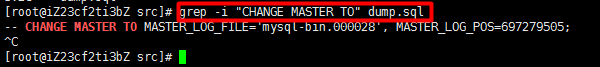 [root@iZ23cf2ti3bZ src]# grep -i "CHANGE MASTER TO" dump.sql
-- CHANGE MASTER TO MASTER_LOG_FILE='mysql-bin.000028', MASTER_LOG_POS=697279505;
^C
[root@iZ23cf2ti3bZ src]#